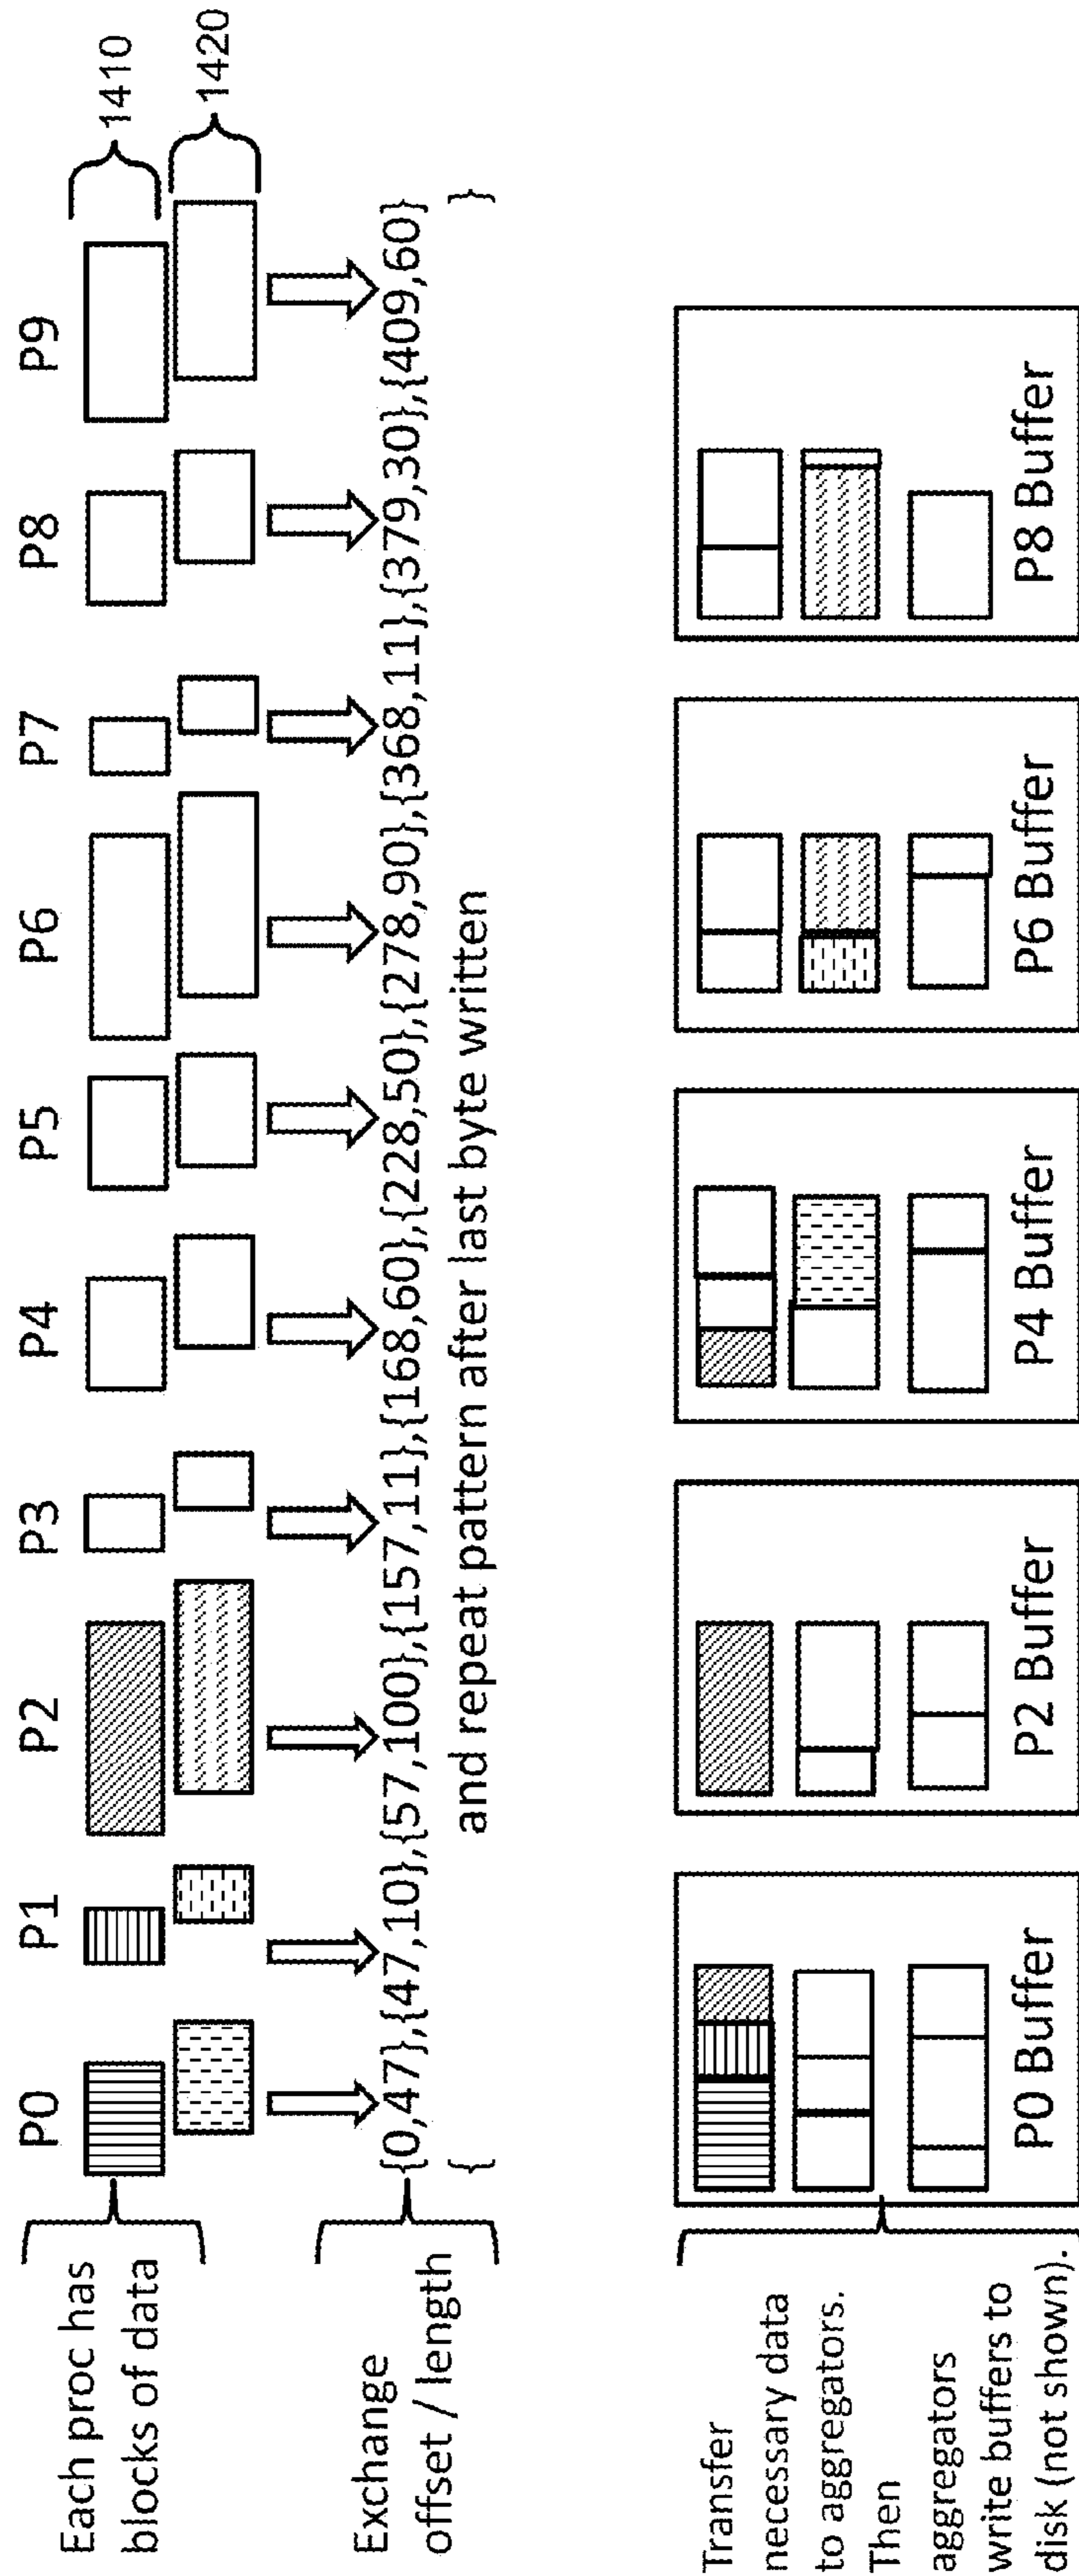 P0 P1 P2 P3 P4 P5 P6 P7 P8 P9
1410
1420
Each proc has
blocks of data
Exchange
offset / length
{0,47},{47,10},{57,100},{157,11},{168,60},{228,50},{278,90},{368,11},{379,30},{409,60}
{ and repeat pattern after last byte written }
Transfer
necessary data
to aggregators.
Then
aggregators
write buffers to
disk (not shown).
P0 Buffer
P2 Buffer
P4 Buffer
P6 Buffer
P8 Buffer